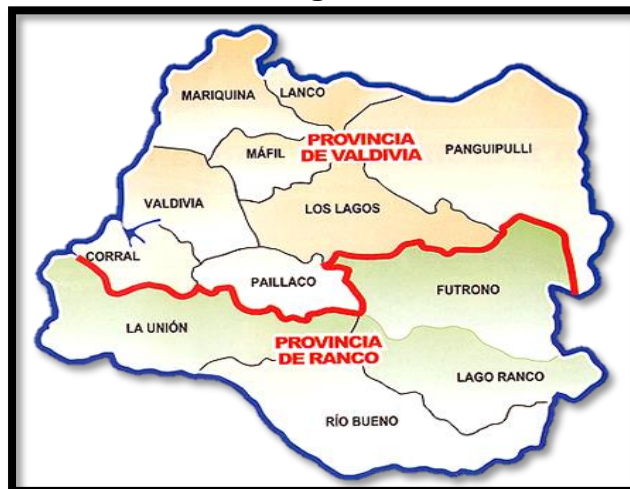 MARIQUINA
LANCO
MÁFIL
PROVINCIA
DE VALDIVIA
PANGUIPULLI
VALDIVIA
LOS LAGOS
CORRAL
PAILLACO
FUTRONO
LA UNIÓN
PROVINCIA
DE RANCO
LAGO RANCO
RÍO BUENO